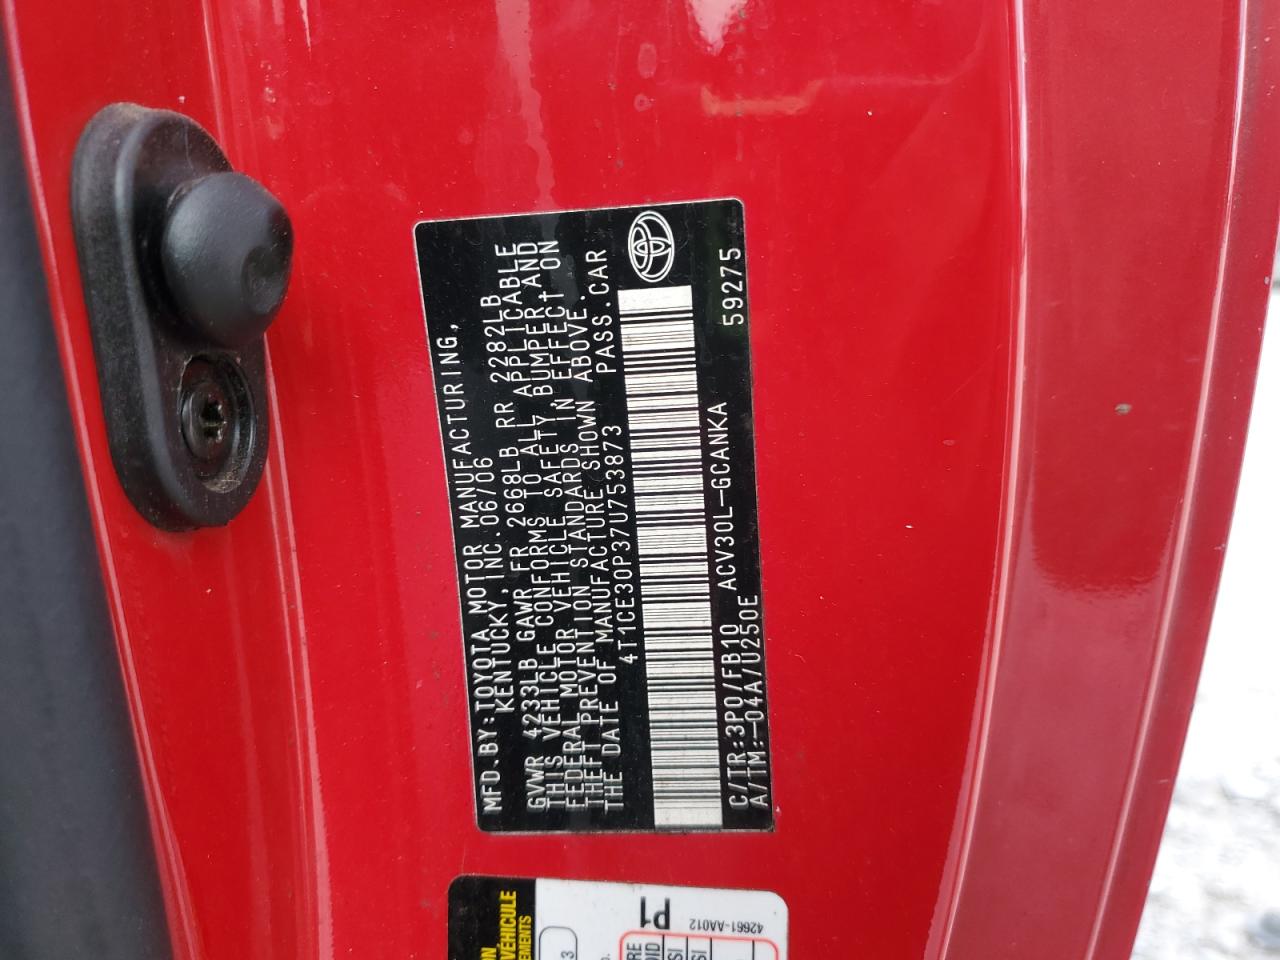 MFD.BY:TOYOTA MOTOR MANUFACTURING,
KENTUCKY, INC. 06/06
GVWR 4233LB GAWR FR 2668LB RR 2282LB
THIS VEHICLE CONFORMS TO ALL APPLICABLE
FEDERAL MOTOR VEHICLE SAFETY, BUMPER, AND
THEFT PREVENTION STANDARDS IN EFFECT ON
THE DATE OF MANUFACTURE SHOWN ABOVE.
4T1CE30P37U753873 PASS.CAR
C/TR:3P0/FB10 ACV30L-GCANKA 59275
A/TM:-04A/U250E
VÉHICULE
P1
42661-AA012
3